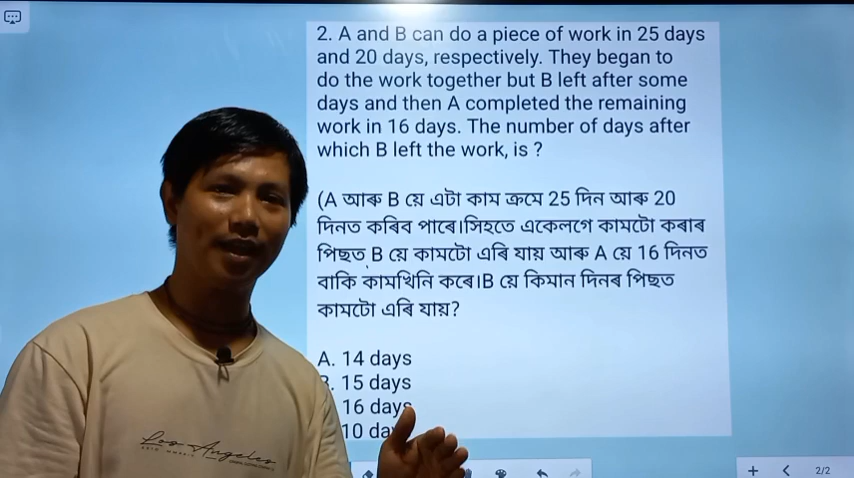 2. A and B can do a piece of work in 25 days
and 20 days, respectively. They began to
do the work together but B left after some
days and then A completed the remaining
work in 16 days. The number of days after
which B left the work, is ?
(A আৰু B য়ে এটা কাম ক্ৰমে 25 দিন আৰু 20
দিনত কৰিব পাৰে।সিহতে একেলগে কামটো কৰাৰ
পিছত B য়ে কামটো এৰি যায় আৰু A য়ে 16 দিনত
বাকি কামখিনি কৰে।B য়ে কিমান দিনৰ পিছত
কামটো এৰি যায়?
A. 14 days
B. 15 days
16 days
10 da
Los Angeles
2/2